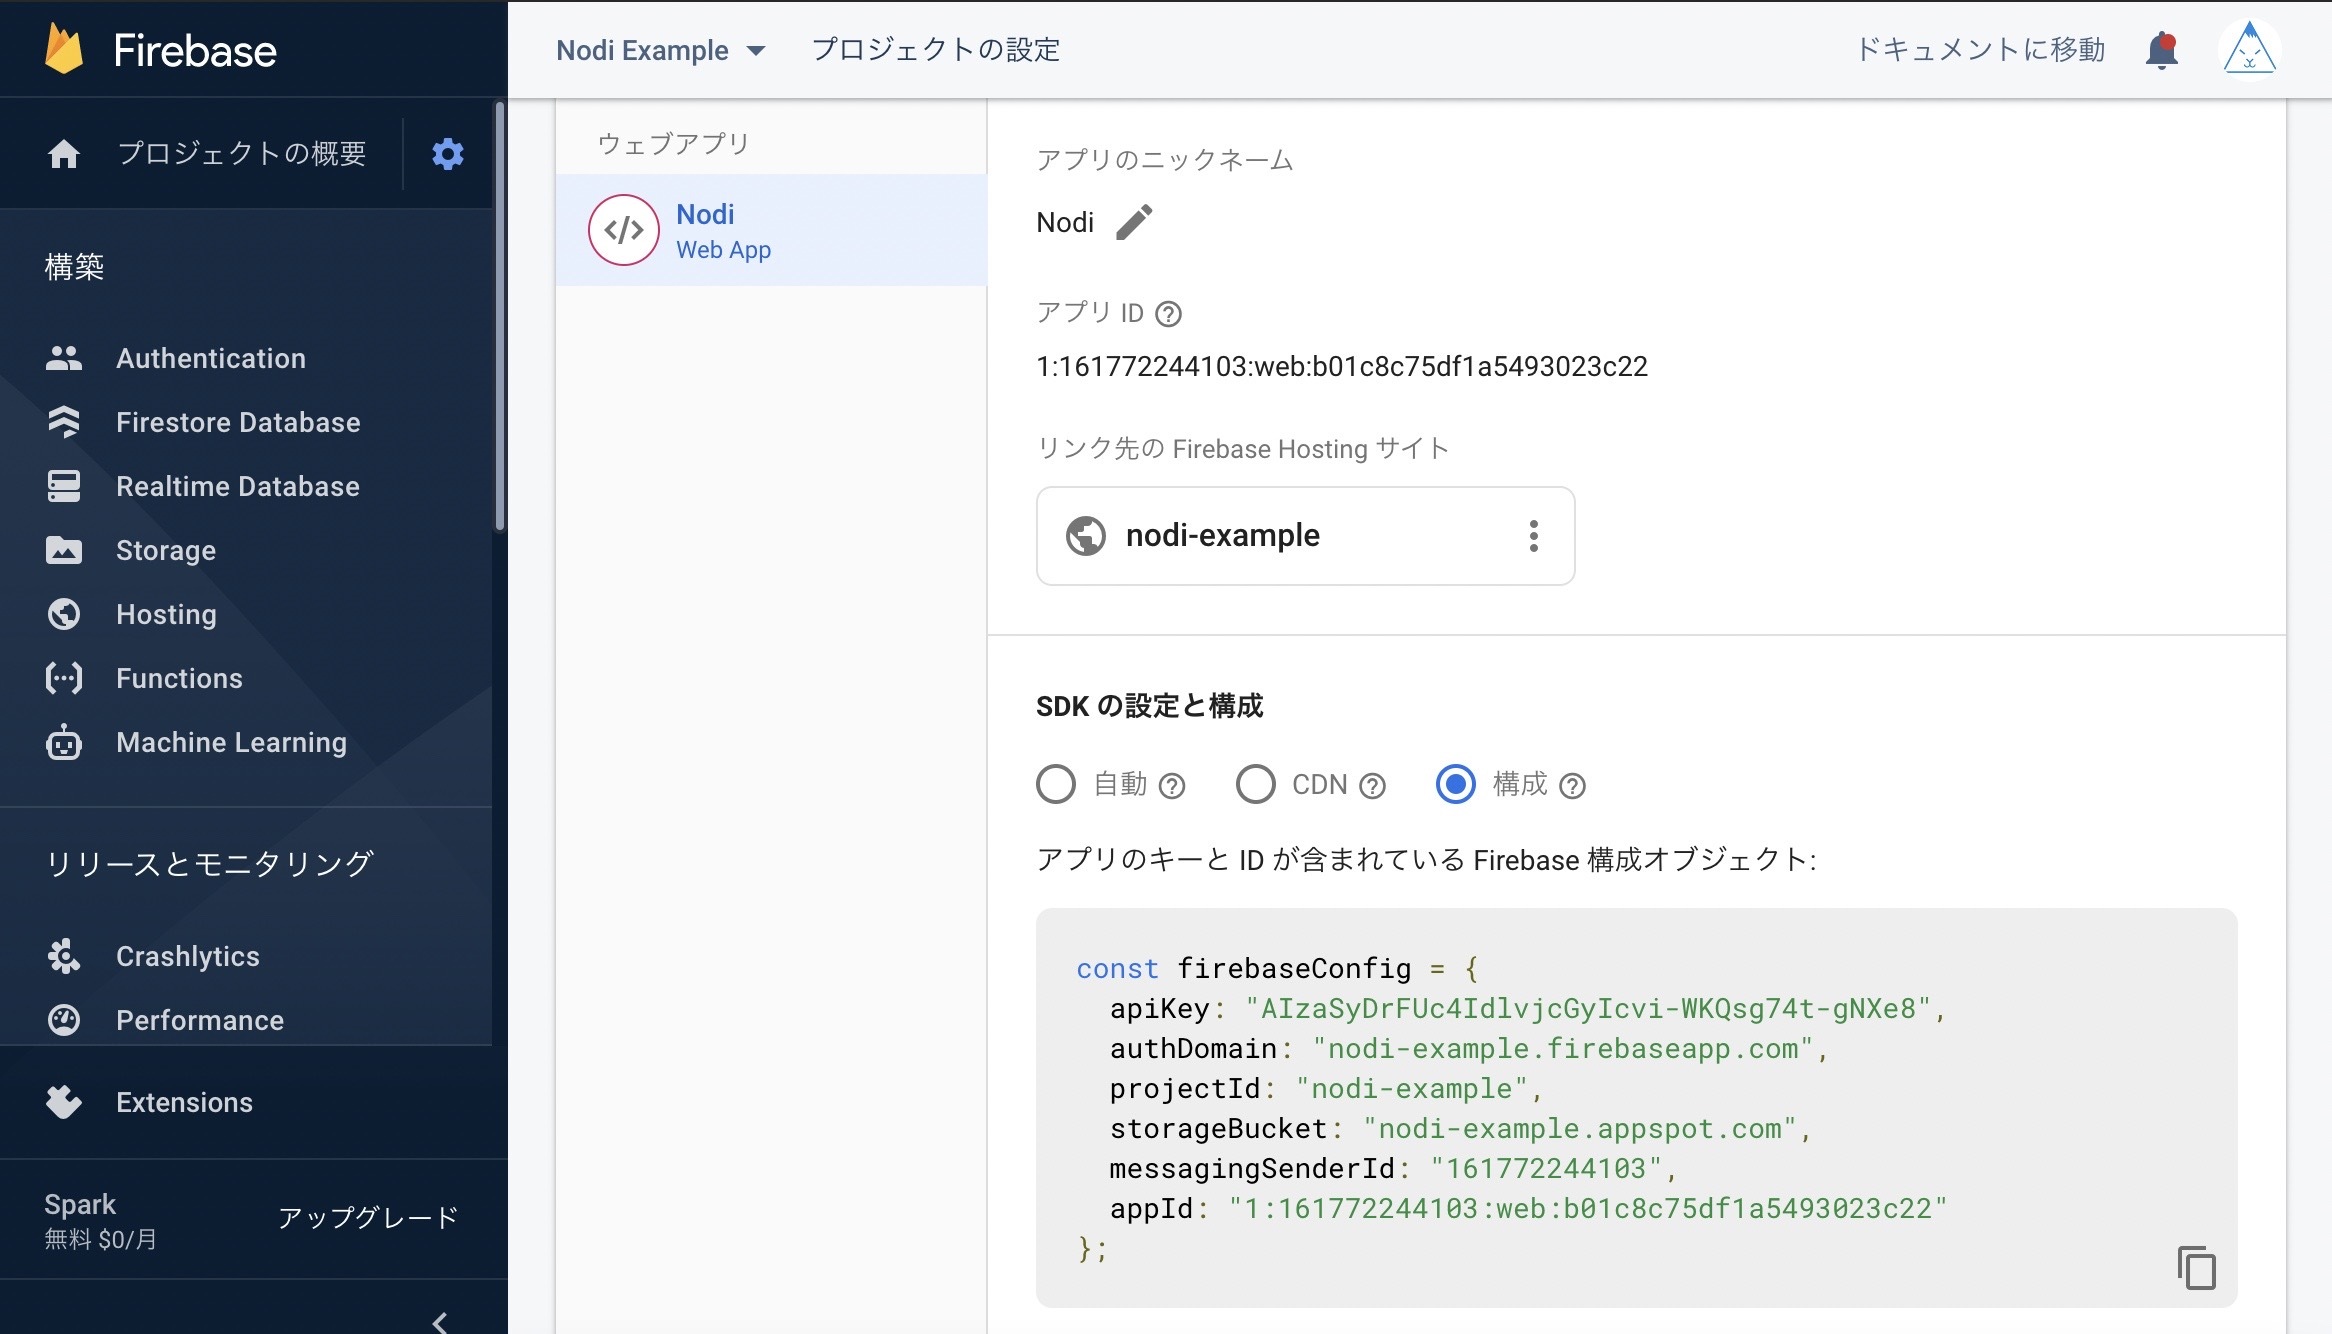 Firebase
Nodi Example
プロジェクトの設定
ドキュメントに移動
プロジェクトの概要
構築
Authentication
Firestore Database
Realtime Database
Storage
Hosting
Functions
Machine Learning
リリースとモニタリング
Crashlytics
Performance
Extensions
Spark
無料 $0/月
アップグレード
ウェブアプリ
Nodi
Web App
アプリのニックネーム
Nodi
アプリ ID
1:161772244103:web:b01c8c75df1a5493023c22
リンク先の Firebase Hosting サイト
nodi-example
SDK の設定と構成
自動
CDN
構成
アプリのキーと ID が含まれている Firebase 構成オブジェクト:
const firebaseConfig = {
apiKey: "AIzaSyDrFUc4IdlvjcGyIcvi-WKQsg74t-gNXe8",
authDomain: "nodi-example.firebaseapp.com",
projectId: "nodi-example",
storageBucket: "nodi-example.appspot.com",
messagingSenderId: "161772244103",
appId: "1:161772244103:web:b01c8c75df1a5493023c22"
};